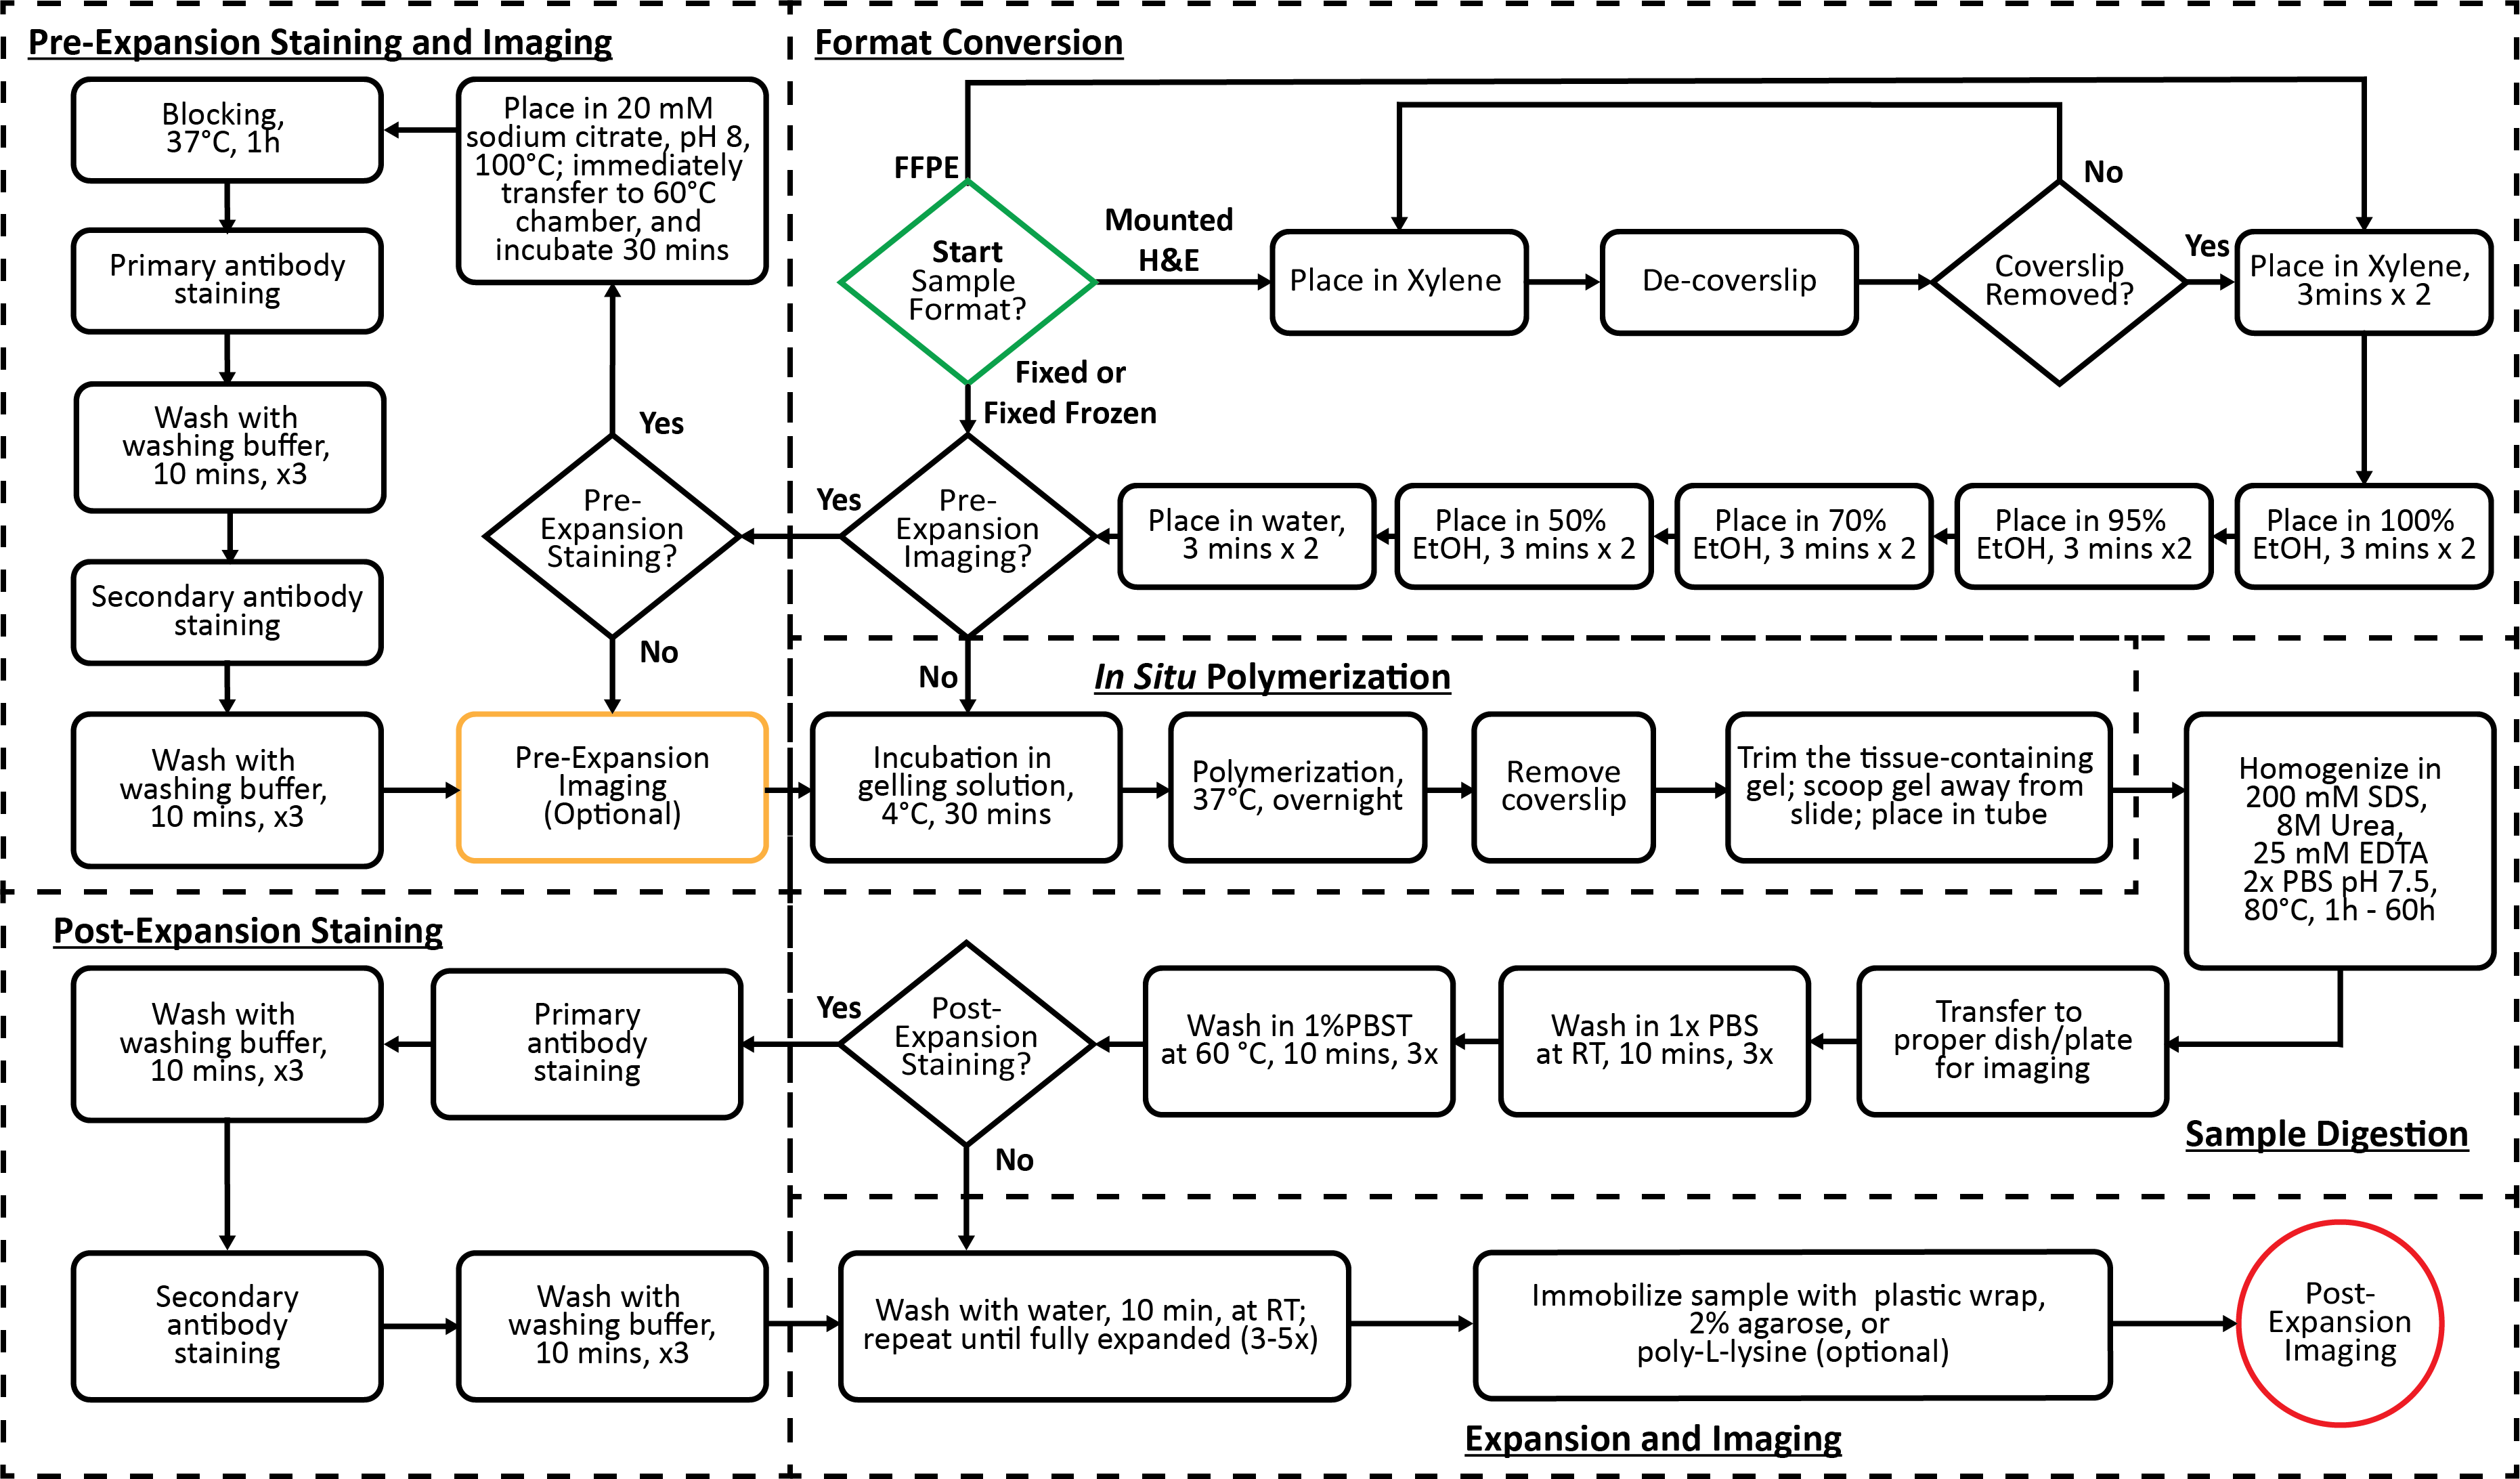 Pre-Expansion Staining and Imaging
Blocking,
37°C, 1h
Place in 20 mM
sodium citrate, pH 8,
100°C; immediately
transfer to 60°C
chamber, and
incubate 30 mins
Primary antibody
staining
Wash with
washing buffer,
10 mins, x3
Secondary antibody
staining
Wash with
washing buffer,
10 mins, x3
Yes
Pre-
Expansion
Staining?
No
Pre-Expansion
Imaging
(Optional)
Format Conversion
FFPE
Start
Sample
Format?
Mounted
H&E
Fixed or
Fixed Frozen
Place in Xylene
De-coverslip
No
Coverslip
Removed?
Yes
Place in Xylene,
3mins x 2
Place in 100%
EtOH, 3 mins x 2
Place in 95%
EtOH, 3 mins x2
Place in 70%
EtOH, 3 mins x 2
Place in 50%
EtOH, 3 mins x 2
Place in water,
3 mins x 2
Yes
Pre-
Expansion
Imaging?
No
In Situ Polymerization
Incubation in
gelling solution,
4°C, 30 mins
Polymerization,
37°C, overnight
Remove
coverslip
Trim the tissue-containing
gel; scoop gel away from
slide; place in tube
Homogenize in
200 mM SDS,
8M Urea,
25 mM EDTA
2x PBS pH 7.5,
80°C, 1h - 60h
Transfer to
proper dish/plate
for imaging
Wash in 1x PBS
at RT, 10 mins, 3x
Wash in 1%PBST
at 60 °C, 10 mins, 3x
Sample Digestion
Yes
Post-
Expansion
Staining?
No
Post-Expansion Staining
Primary
antibody
staining
Wash with
washing buffer,
10 mins, x3
Secondary
antibody
staining
Wash with
washing buffer,
10 mins, x3
Wash with water, 10 min, at RT;
repeat until fully expanded (3-5x)
Immobilize sample with plastic wrap,
2% agarose, or
poly-L-lysine (optional)
Post-
Expansion
Imaging
Expansion and Imaging